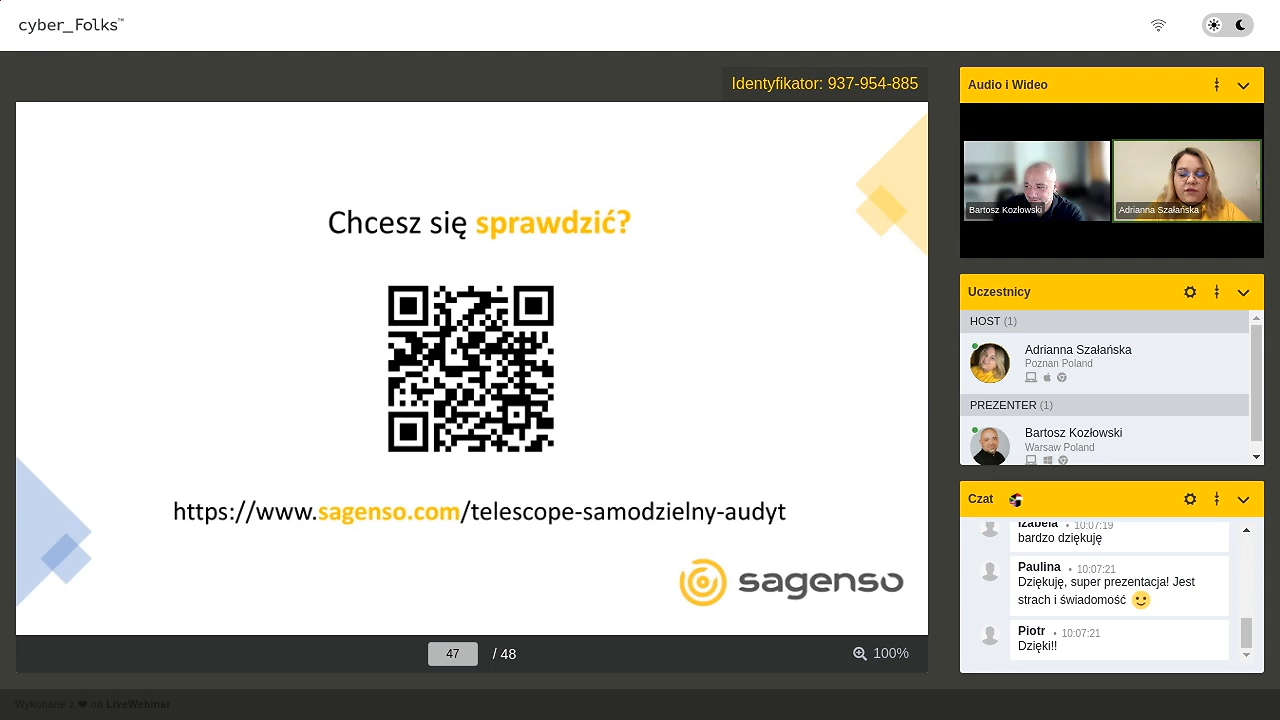 cyber_Folks™
Identyfikator: 937-954-885
Chcesz się sprawdzić?
https://www.sagenso.com/telescope-samodzielny-audyt
sagenso
47 / 48
100%
Audio i Wideo
Bartosz Kozłowski
Adrianna Szałańska
Uczestnicy
HOST (1)
Adrianna Szałańska
Poznan Poland
PREZENTER (1)
Bartosz Kozłowski
Warsaw Poland
Czat
Izabela • 10:07:19
bardzo dziękuję
Paulina • 10:07:21
Dziękuję, super prezentacja! Jest
strach i świadomość 🙂
Piotr • 10:07:21
Dzięki!!
Wykonane z ❤ od LiveWebinar